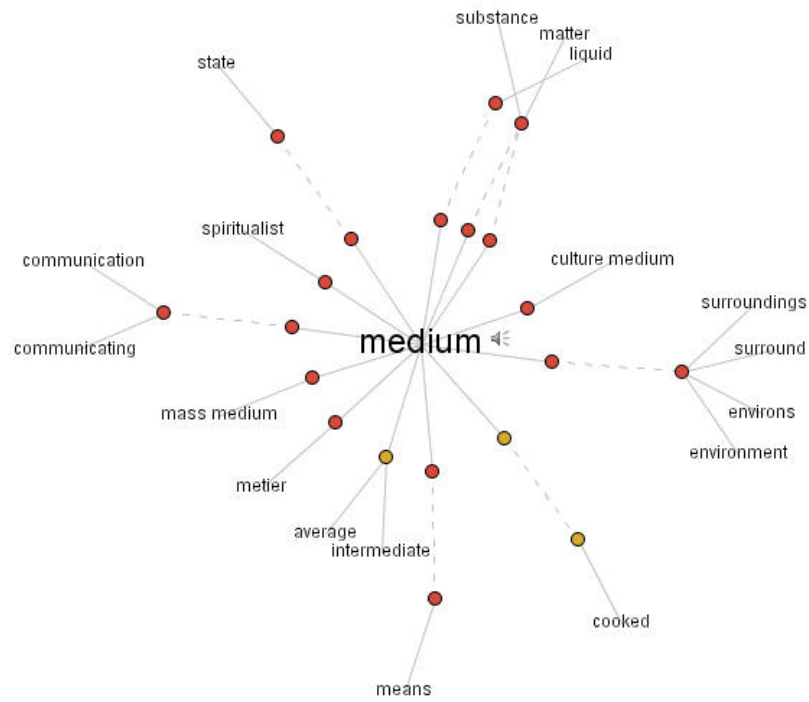 substance
matter
liquid
state
spiritualist
communication
culture medium
surroundings
medium
communicating
surround
mass medium
environs
environment
metier
average
intermediate
cooked
means